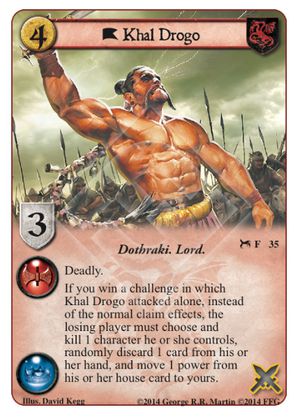 4
Khal Drogo
3
Dothraki. Lord.
F 35
Deadly.
If you win a challenge in which
Khal Drogo attacked alone, instead
of the normal claim effects, the
losing player must choose and
kill 1 character he or she controls,
randomly discard 1 card from his or
her hand, and move 1 power from
his or her house card to yours.
Illus. David Kegg
©2014 George R.R. Martin ©2014 FFG